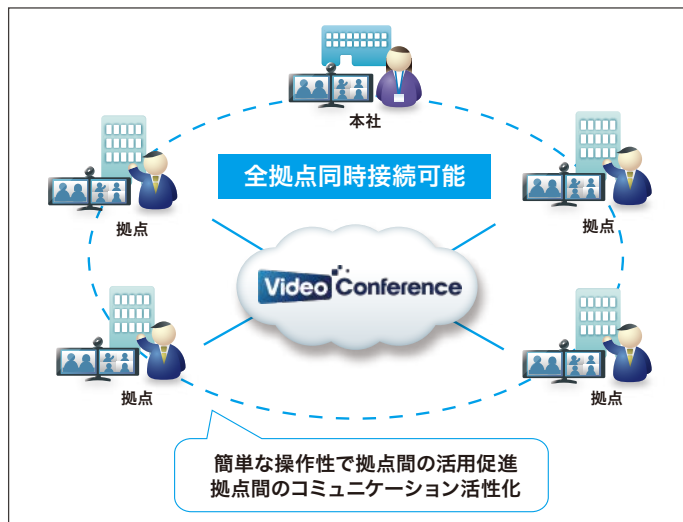 本社
全拠点同時接続可能
拠点
拠点
Video Conference
拠点
拠点
簡単な操作性で拠点間の活用促進
拠点間のコミュニケーション活性化